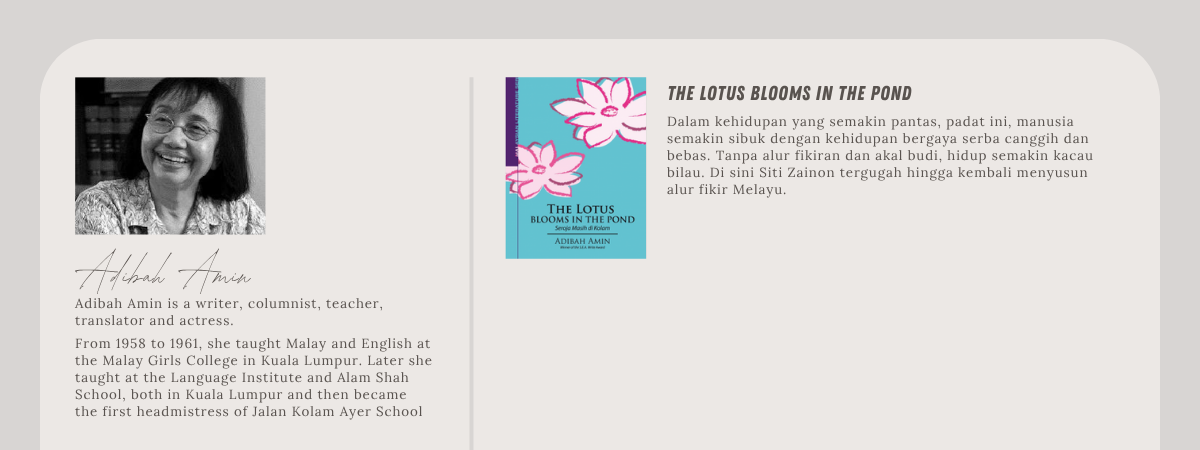 Adibah Amin
Adibah Amin is a writer, columnist, teacher,
translator and actress.
From 1958 to 1961, she taught Malay and English at
the Malay Girls College in Kuala Lumpur. Later she
taught at the Language Institute and Alam Shah
School, both in Kuala Lumpur and then became
the first headmistress of Jalan Kolam Ayer School
THE LOTUS
BLOOMS IN THE POND
Seroja Masih di Kolam
ADIBAH AMIN
THE LOTUS BLOOMS IN THE POND
Dalam kehidupan yang semakin pantas, padat ini, manusia
semakin sibuk dengan kehidupan bergaya serba canggih dan
bebas. Tanpa alur fikiran dan akal budi, hidup semakin kacau
bilau. Di sini Siti Zainon tergugah hingga kembali menyusun
alur fikir Melayu.